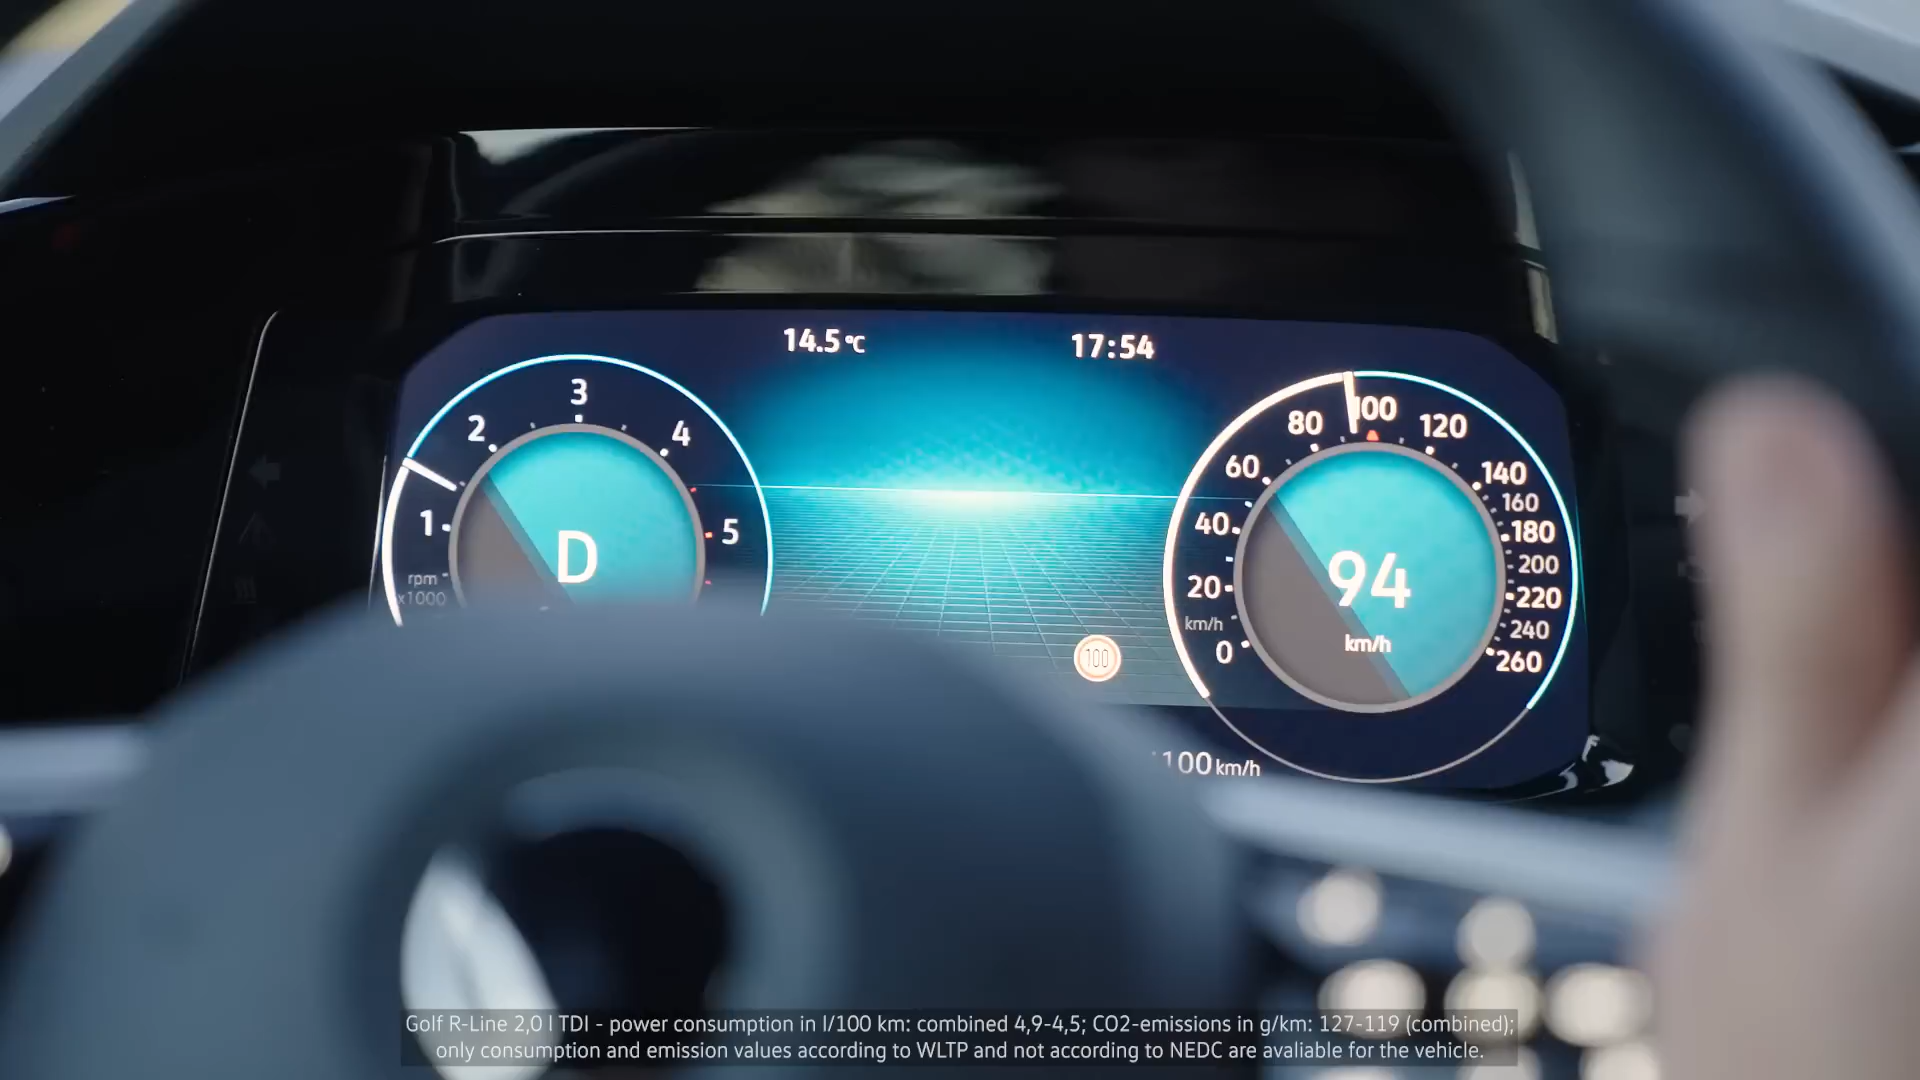 14.5 °C
17:54
3
2
4
1
5
rpm
x1000
D
100
80
120
60
140
160
40
180
200
20
220
km/h
240
0
260
94
km/h
100
100 km/h
Golf R-Line 2,0 l TDI - power consumption in l/100 km: combined 4,9-4,5; CO2-emissions in g/km: 127-119 (combined);
only consumption and emission values according to WLTP and not according to NEDC are avaliable for the vehicle.